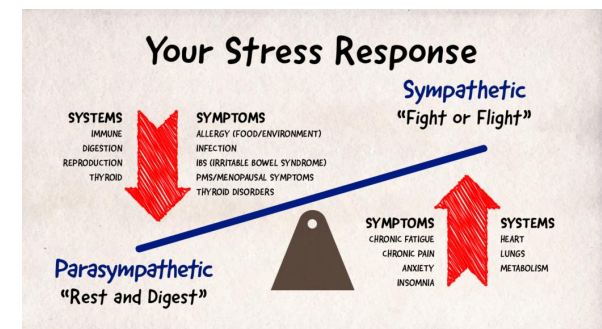 Your Stress Response
Sympathetic
"Fight or Flight"
SYSTEMS
IMMUNE
DIGESTION
REPRODUCTION
THYROID
SYMPTOMS
ALLERGY (FOOD/ENVIRONMENT)
INFECTION
IBS (IRRITABLE BOWEL SYNDROME)
PMS/MENOPAUSAL SYMPTOMS
THYROID DISORDERS
SYMPTOMS
CHRONIC FATIGUE
CHRONIC PAIN
ANXIETY
INSOMNIA
SYSTEMS
HEART
LUNGS
METABOLISM
Parasympathetic
"Rest and Digest"